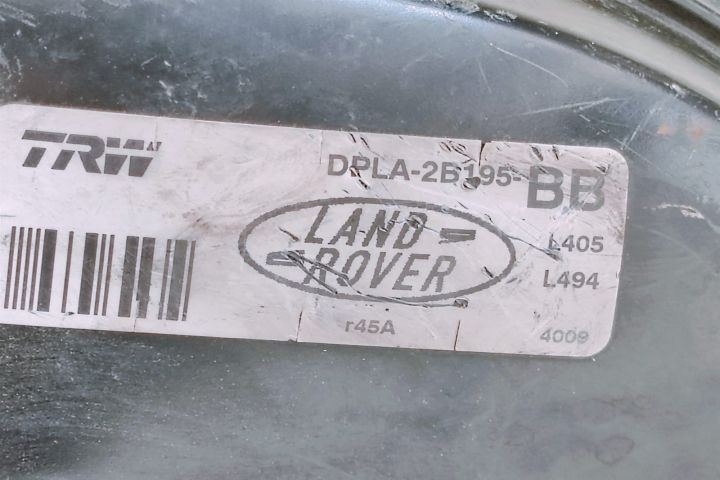 TRW
DPLA-2B195-BB
LAND
ROVER
L405
L494
r45A
4009